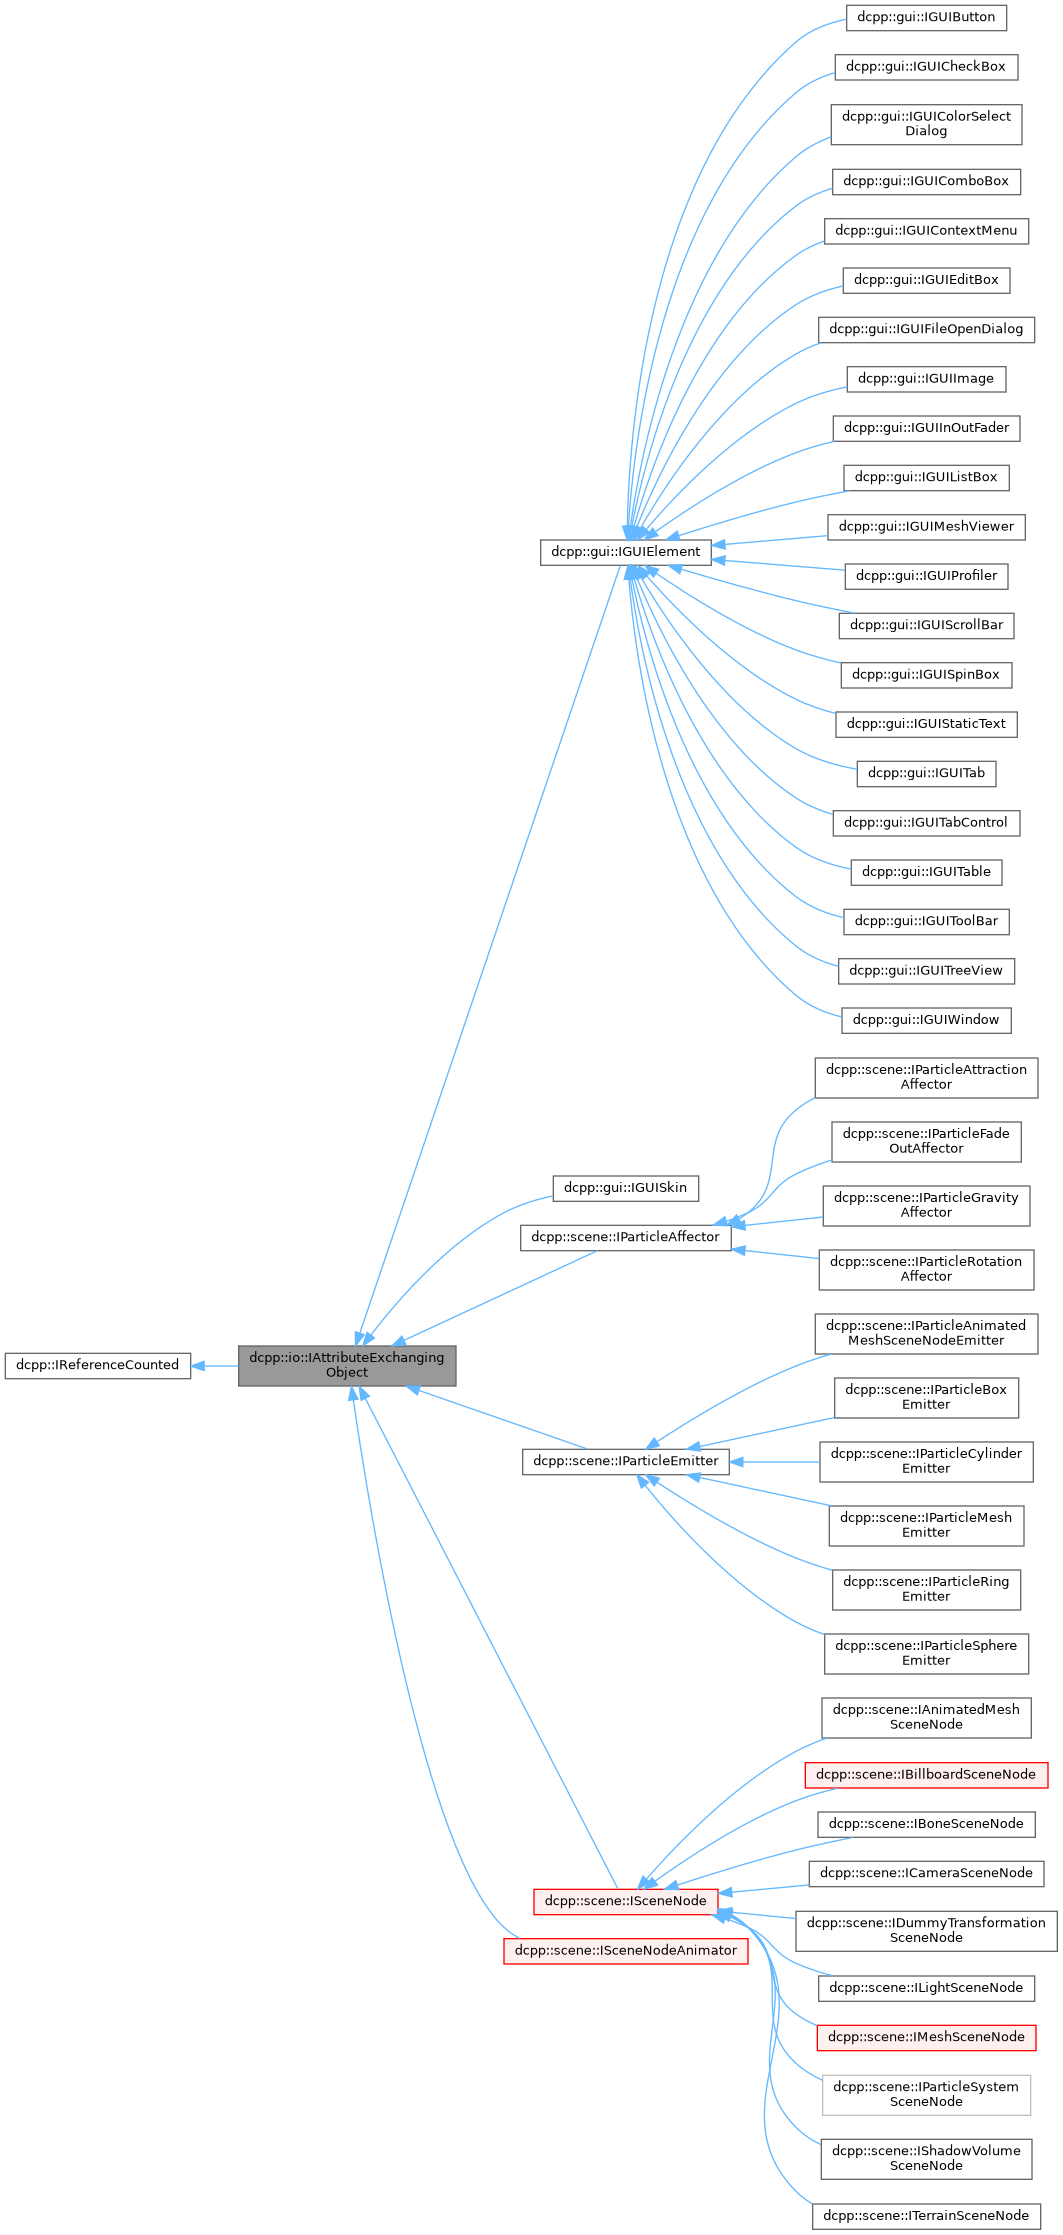 dcpp::gui::IGUIButton
dcpp::gui::IGUICheckBox
dcpp::gui::IGUIColorSelect
Dialog
dcpp::gui::IGUIComboBox
dcpp::gui::IGUIContextMenu
dcpp::gui::IGUIEditBox
dcpp::gui::IGUIFileOpenDialog
dcpp::gui::IGUIImage
dcpp::gui::IGUIInOutFader
dcpp::gui::IGUIListBox
dcpp::gui::IGUIMeshViewer
dcpp::gui::IGUIElement
dcpp::gui::IGUIProfiler
dcpp::gui::IGUIScrollBar
dcpp::gui::IGUISpinBox
dcpp::gui::IGUIStaticText
dcpp::gui::IGUITab
dcpp::gui::IGUITabControl
dcpp::gui::IGUITable
dcpp::gui::IGUIToolBar
dcpp::gui::IGUITreeView
dcpp::gui::IGUIWindow
dcpp::scene::IParticleAttraction
Affector
dcpp::scene::IParticleFade
OutAffector
dcpp::gui::IGUISkin
dcpp::scene::IParticleGravity
Affector
dcpp::scene::IParticleAffector
dcpp::scene::IParticleRotation
Affector
dcpp::scene::IParticleAnimated
MeshSceneNodeEmitter
dcpp::IReferenceCounted
dcpp::io::IAttributeExchanging
Object
dcpp::scene::IParticleBox
Emitter
dcpp::scene::IParticleEmitter
dcpp::scene::IParticleCylinder
Emitter
dcpp::scene::IParticleMesh
Emitter
dcpp::scene::IParticleRing
Emitter
dcpp::scene::IParticleSphere
Emitter
dcpp::scene::IAnimatedMesh
SceneNode
dcpp::scene::IBillboardSceneNode
dcpp::scene::IBoneSceneNode
dcpp::scene::ICameraSceneNode
dcpp::scene::ISceneNode
dcpp::scene::IDummyTransformation
SceneNode
dcpp::scene::ISceneNodeAnimator
dcpp::scene::ILightSceneNode
dcpp::scene::IMeshSceneNode
dcpp::scene::IParticleSystem
SceneNode
dcpp::scene::IShadowVolume
SceneNode
dcpp::scene::ITerrainSceneNode